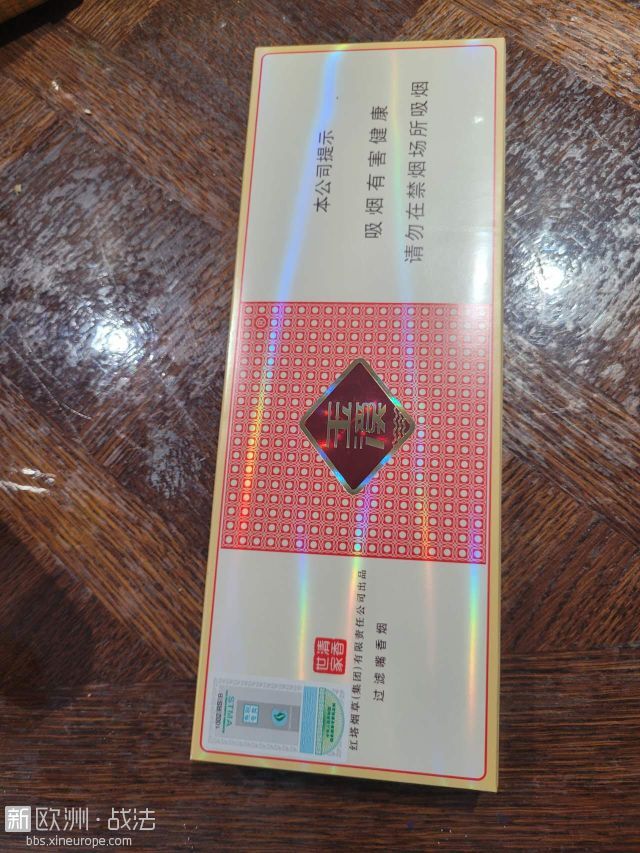 本公司提示
吸烟有害健康
请勿在禁烟场所吸烟
玉溪
清香
世家
红塔烟草(集团)有限责任公司出品
过滤嘴香烟
STMA
新欧洲·战法
bbs.xineurope.com